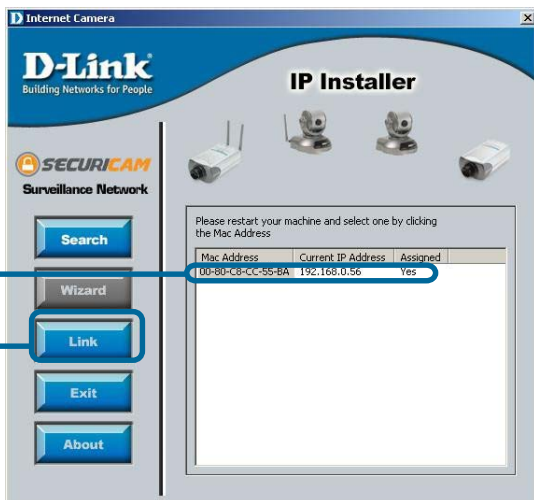 Internet Camera
D-Link
Building Networks for People
IP Installer
SECURICAM
Surveillance Network
Please restart your machine and select one by clicking
the Mac Address
Mac Address Current IP Address Assigned
00-80-C8-CC-55-BA 192.168.0.56 Yes
Search
Wizard
Link
Exit
About